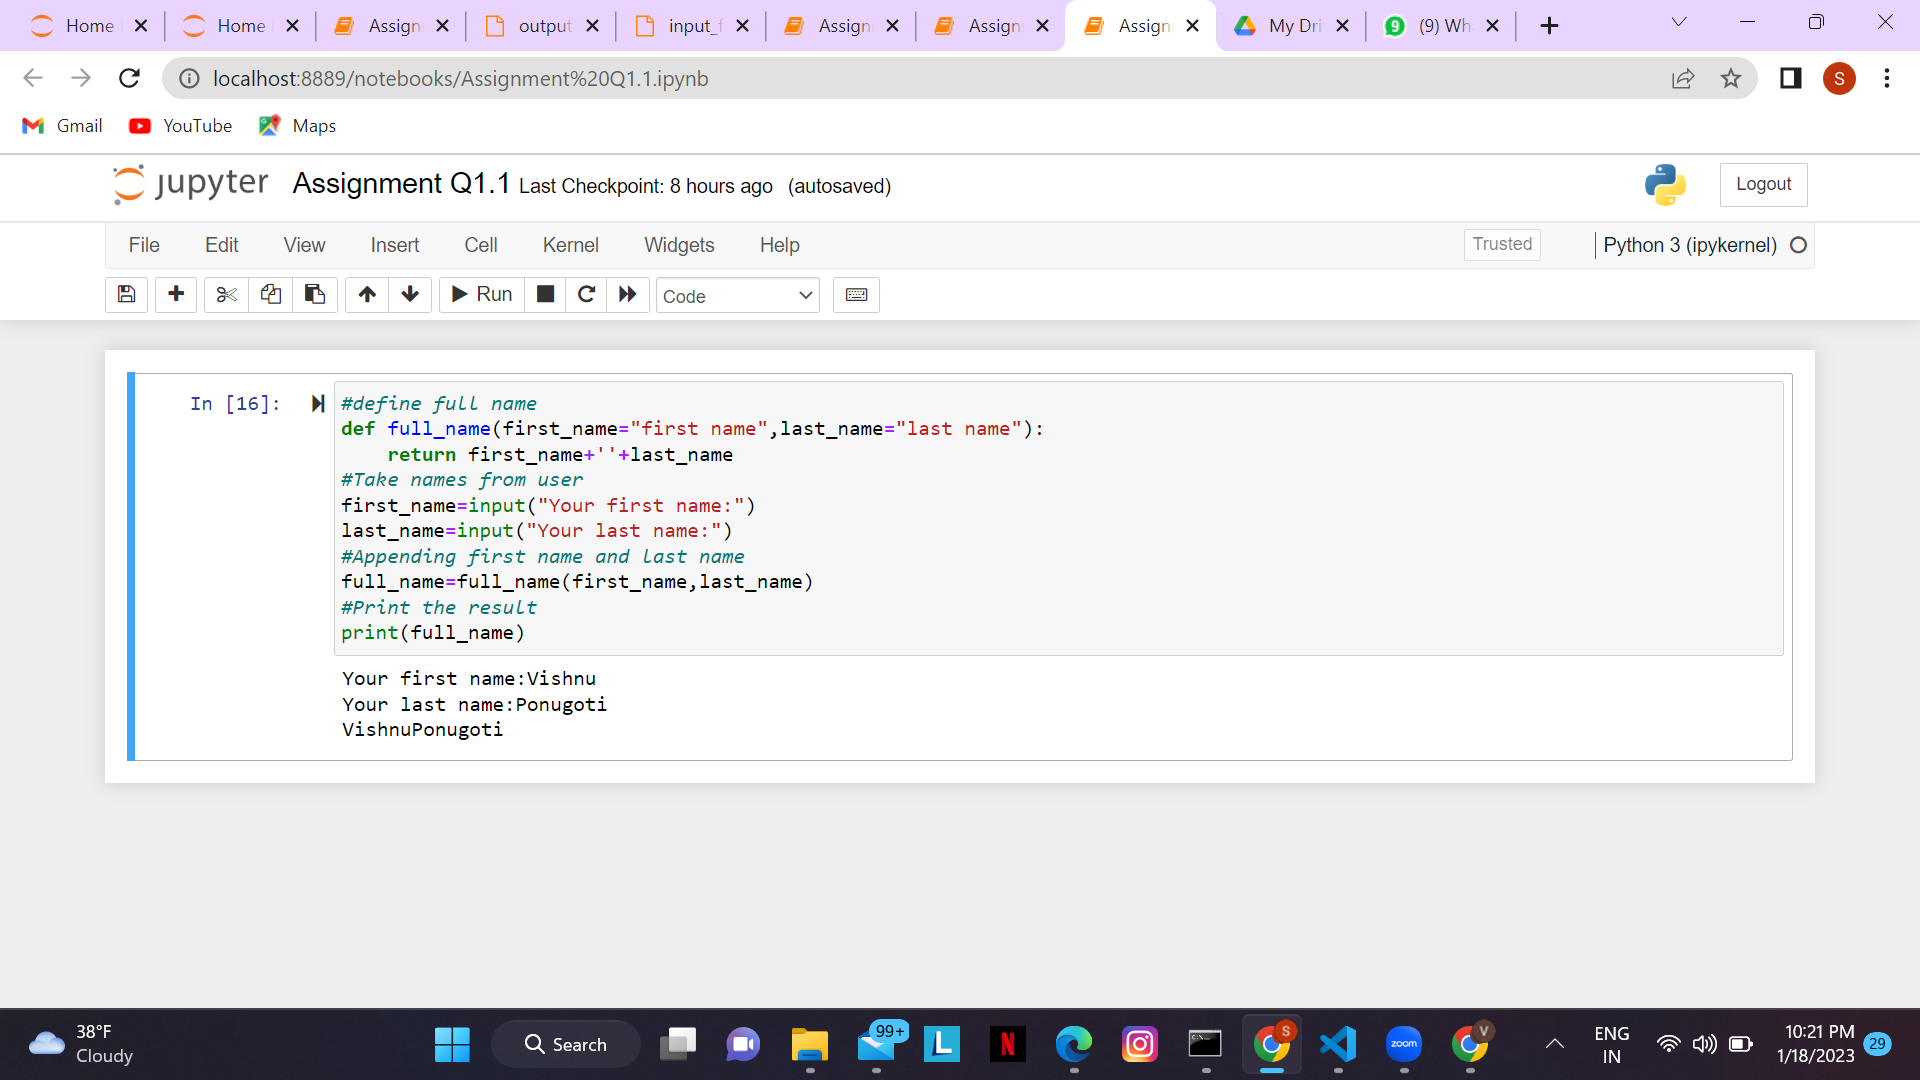 Home
Home
Assign
output
input_f
Assign
Assign
Assign
My Dri
(9) Wh
localhost:8889/notebooks/Assignment%20Q1.1.ipynb
S
Gmail
YouTube
Maps
jupyter
Assignment Q1.1
Last Checkpoint: 8 hours ago
(autosaved)
Logout
File
Edit
View
Insert
Cell
Kernel
Widgets
Help
Trusted
Python 3 (ipykernel)
Run
Code
In [16]:
#define full name
def full_name(first_name="first name",last_name="last name"):
    return first_name+''+last_name
#Take names from user
first_name=input("Your first name:")
last_name=input("Your last name:")
#Appending first name and last name
full_name=full_name(first_name,last_name)
#Print the result
print(full_name)
Your first name:Vishnu
Your last name:Ponugoti
VishnuPonugoti
38°F
Cloudy
Search
99+
L
N
S
zoom
V
ENG
IN
10:21 PM
1/18/2023
29